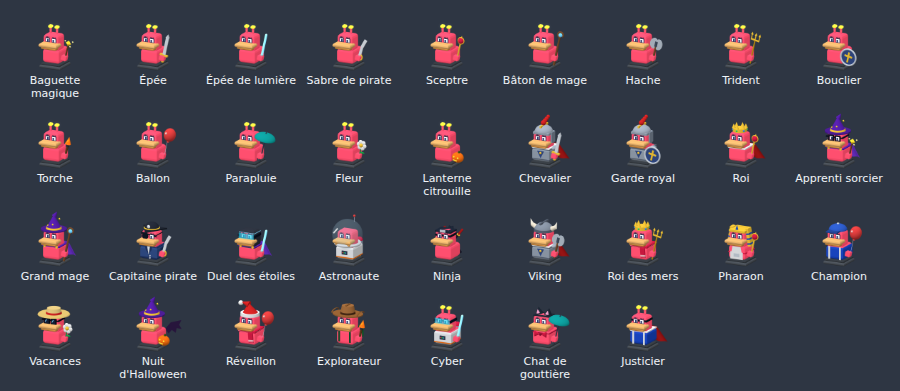 Baguette
magique
Épée
Épée de lumière
Sabre de pirate
Sceptre
Bâton de mage
Hache
Trident
Bouclier
Torche
Ballon
Parapluie
Fleur
Lanterne
citrouille
Chevalier
Garde royal
Roi
Apprenti sorcier
Grand mage
Capitaine pirate
Duel des étoiles
Astronaute
Ninja
Viking
Roi des mers
Pharaon
Champion
Vacances
Nuit
d'Halloween
Réveillon
Explorateur
Cyber
Chat de
gouttière
Justicier